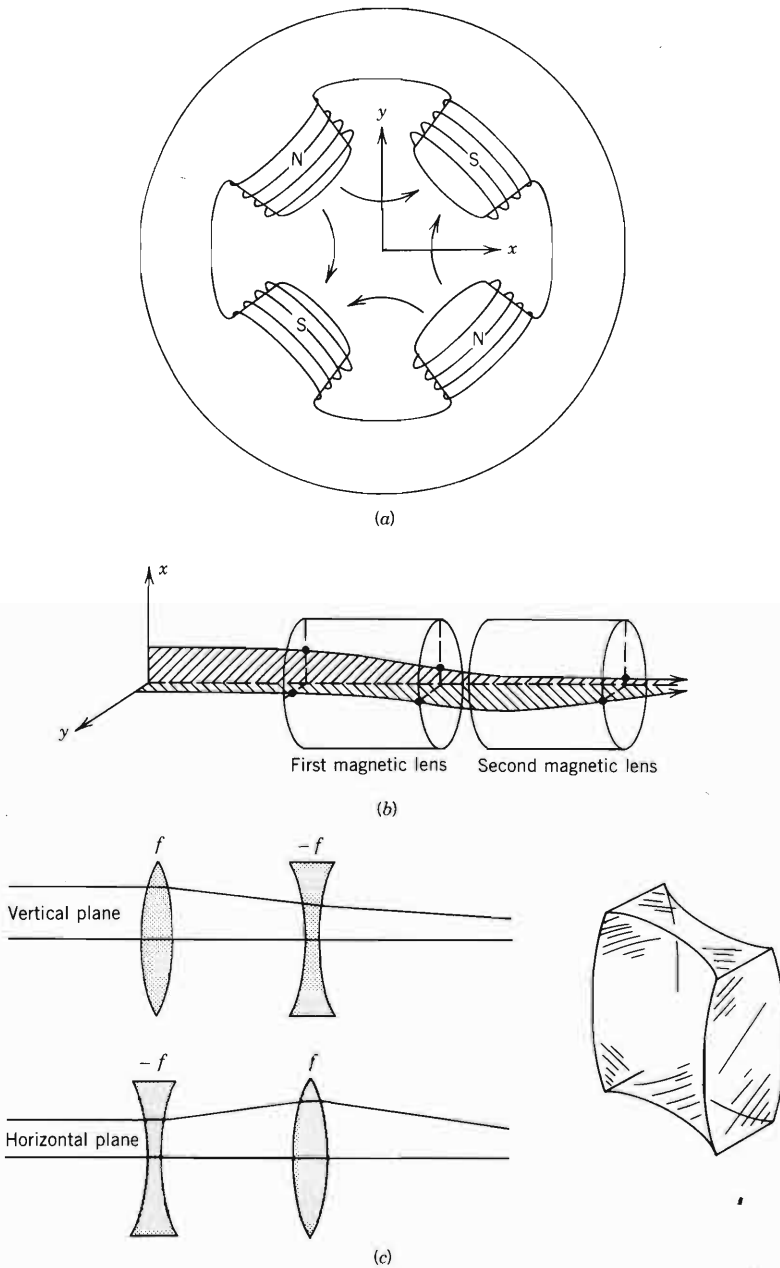 y
N
S
x
S
N
(a)
x
y
First magnetic lens
Second magnetic lens
(b)
f
− f
Vertical plane
− f
f
Horizontal plane
(c)